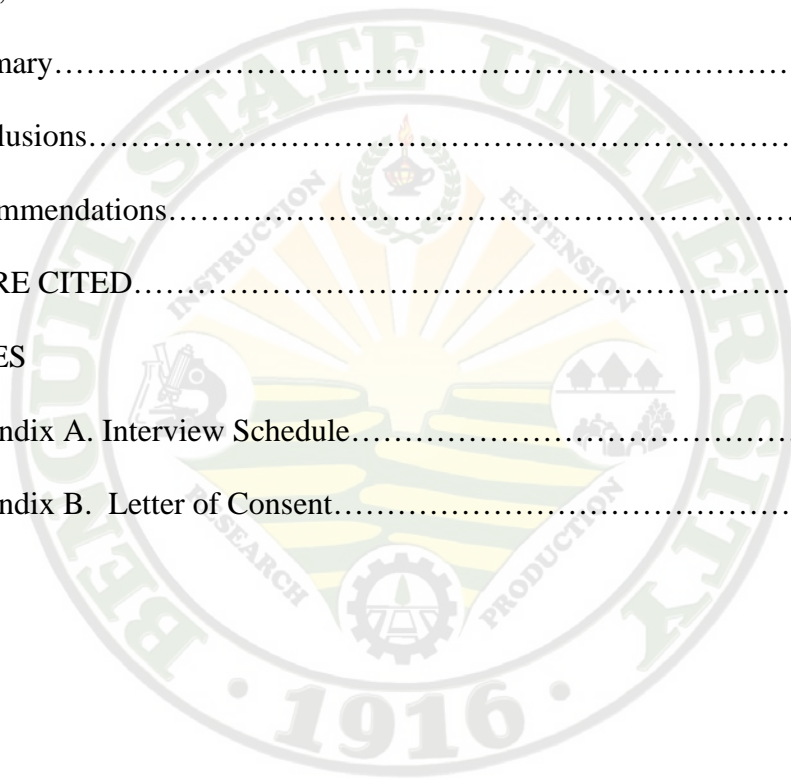 mary……………………………………………………………………
lusions……………………………………………………………………
mmendations……………………………………………………………
RE CITED………………………………………………………………..
ES
ndix A. Interview Schedule……………………………………………
ndix B.  Letter of Consent………………………………………………
BENGUET STATE UNIVERSITY
INSTRUCTION
EXTENSION
RESEARCH
PRODUCTION
· 1916 ·